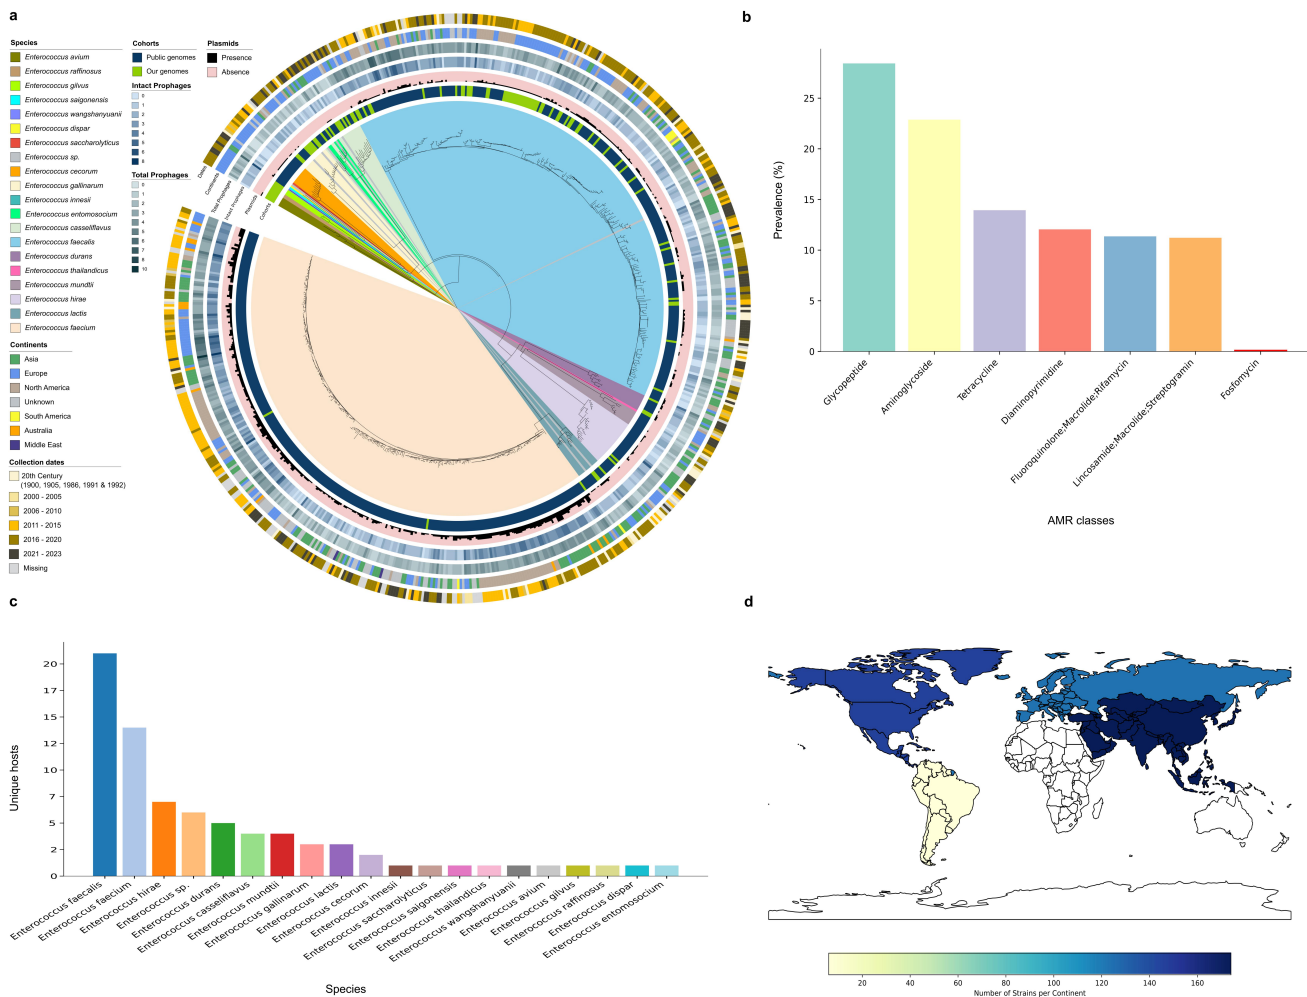 a
Species
Enterococcus avium
Enterococcus raffinosus
Enterococcus gilvus
Enterococcus saigonensis
Enterococcus wangshanyuanii
Enterococcus dispar
Enterococcus saccharolyticus
Enterococcus sp.
Enterococcus cecorum
Enterococcus gallinarum
Enterococcus innesii
Enterococcus entomosocium
Enterococcus casseliflavus
Enterococcus faecalis
Enterococcus durans
Enterococcus thailandicus
Enterococcus mundtii
Enterococcus hirae
Enterococcus lactis
Enterococcus faecium
Continents
Asia
Europe
North America
Unknown
South America
Australia
Middle East
Collection dates
20th Century
(1900, 1905, 1986, 1991 & 1992)
2000 - 2005
2006 - 2010
2011 - 2015
2016 - 2020
2021 - 2023
Missing
Cohorts
Public genomes
Our genomes
Intact Prophages
0
1
2
3
4
5
6
8
Total Prophages
0
1
2
3
4
5
6
7
8
10
Plasmids
Presence
Absence
Dates
Continents
Total Prophages
Intact Prophages
Plasmids
Cohorts
b
Prevalence (%)
25
20
15
10
5
0
Glycopeptide
Aminoglycoside
Tetracycline
Diaminopyrimidine
Fluoroquinolone;Macrolide;Rifamycin
Lincosamide;Macrolide;Streptogramin
Fosfomycin
AMR classes
c
Unique hosts
20
17
15
12
10
7
5
2
0
Enterococcus faecalis
Enterococcus faecium
Enterococcus hirae
Enterococcus sp.
Enterococcus durans
Enterococcus casseliflavus
Enterococcus mundtii
Enterococcus gallinarum
Enterococcus lactis
Enterococcus cecorum
Enterococcus innesii
Enterococcus saccharolyticus
Enterococcus saigonensis
Enterococcus thailandicus
Enterococcus wangshanyuanii
Enterococcus avium
Enterococcus gilvus
Enterococcus raffinosus
Enterococcus dispar
Enterococcus entomosocium
Species
d
20
40
60
80
100
120
140
160
Number of Strains per Continent